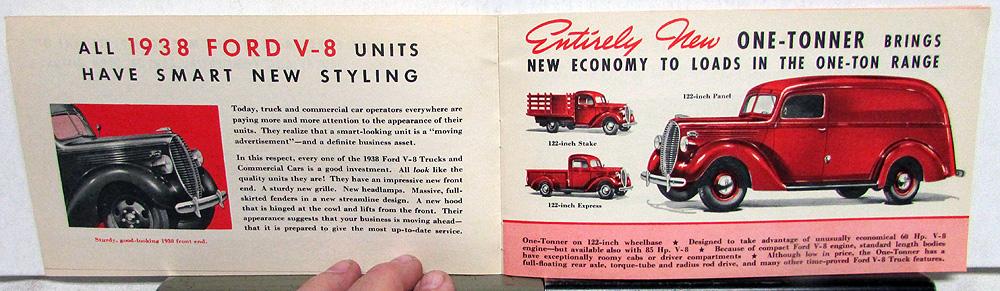 ALL 1938 FORD V-8 UNITS
HAVE SMART NEW STYLING
Today, truck and commercial car operators everywhere are
paying more and more attention to the appearance of their
units. They realize that a smart-looking unit is a "moving
advertisement"—and a definite business asset.
In this respect, every one of the 1938 Ford V-8 Trucks and
Commercial Cars is a good investment. All look like the
quality units they are! They have an impressive new front
end. A sturdy new grille. New headlamps. Massive, full-
skirted fenders in a new streamline design. A new hood
that is hinged at the cowl and lifts from the front. Their
appearance suggests that your business is moving ahead—
that it is prepared to give the most up-to-date service.
Sturdy, good-looking 1938 front end.
Entirely New ONE-TONNER BRINGS
NEW ECONOMY TO LOADS IN THE ONE-TON RANGE
122-inch Panel
122-inch Stake
122-inch Express
One-Tonner on 122-inch wheelbase ★ Designed to take advantage of unusually economical 60 Hp. V-8
engine—but available also with 85 Hp. V-8 ★ Because of compact Ford V-8 engine, standard length bodies
have exceptionally roomy cabs or driver compartments ★ Although low in price, the One-Tonner has a
full-floating rear axle, torque-tube and radius rod drive, and many other time-proved Ford V-8 Truck features.